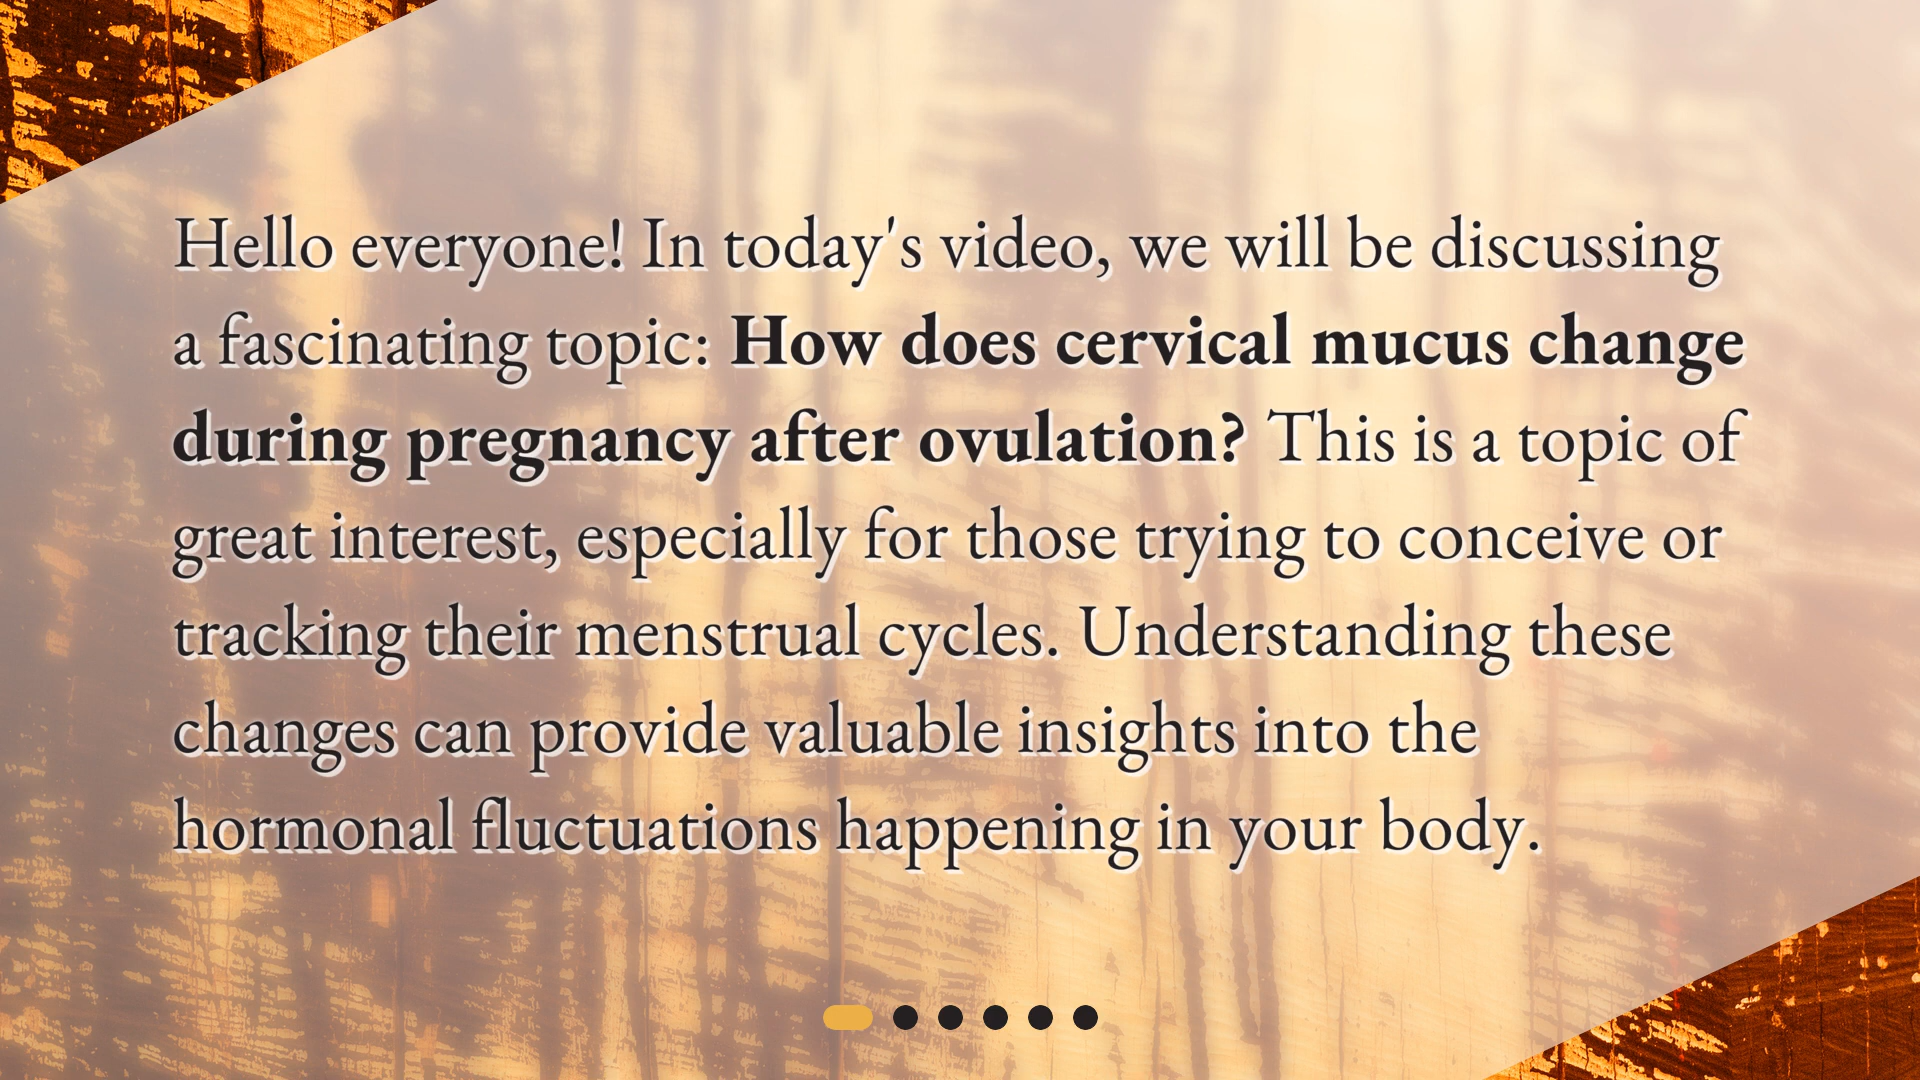 Hello everyone! In today's video, we will be discussing
a fascinating topic: How does cervical mucus change
during pregnancy after ovulation? This is a topic of
great interest, especially for those trying to conceive or
tracking their menstrual cycles. Understanding these
changes can provide valuable insights into the
hormonal fluctuations happening in your body.